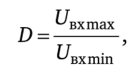 D = U вх max / U вх min,